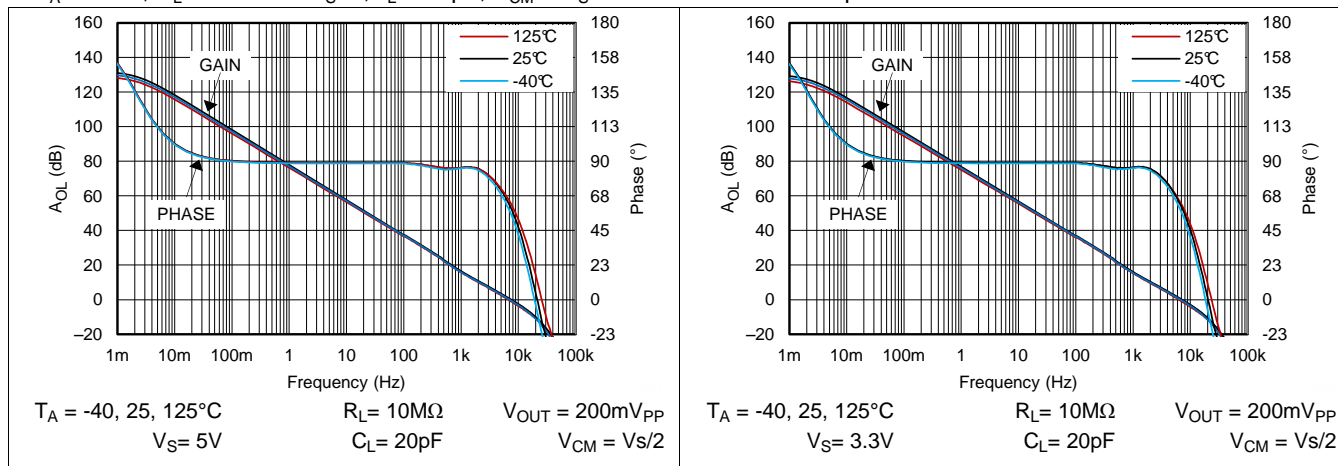 160 180
140 158
120 135
100 113
80 90
60 68
40 45
20 23
0 0
–20 -23
A_OL (dB)
Phase (°)
125°C
25°C
-40°C
GAIN
PHASE
1m 10m 100m 1 10 100 1k 10k 100k
Frequency (Hz)
T_A = -40, 25, 125°C R_L= 10MΩ V_OUT = 200mV_PP
V_S= 5V C_L= 20pF V_CM = Vs/2
160 180
140 158
120 135
100 113
80 90
60 68
40 45
20 23
0 0
–20 -23
A_OL (dB)
Phase (°)
125°C
25°C
-40°C
GAIN
PHASE
1m 10m 100m 1 10 100 1k 10k 100k
Frequency (Hz)
T_A = -40, 25, 125°C R_L= 10MΩ V_OUT = 200mV_PP
V_S= 3.3V C_L= 20pF V_CM = Vs/2